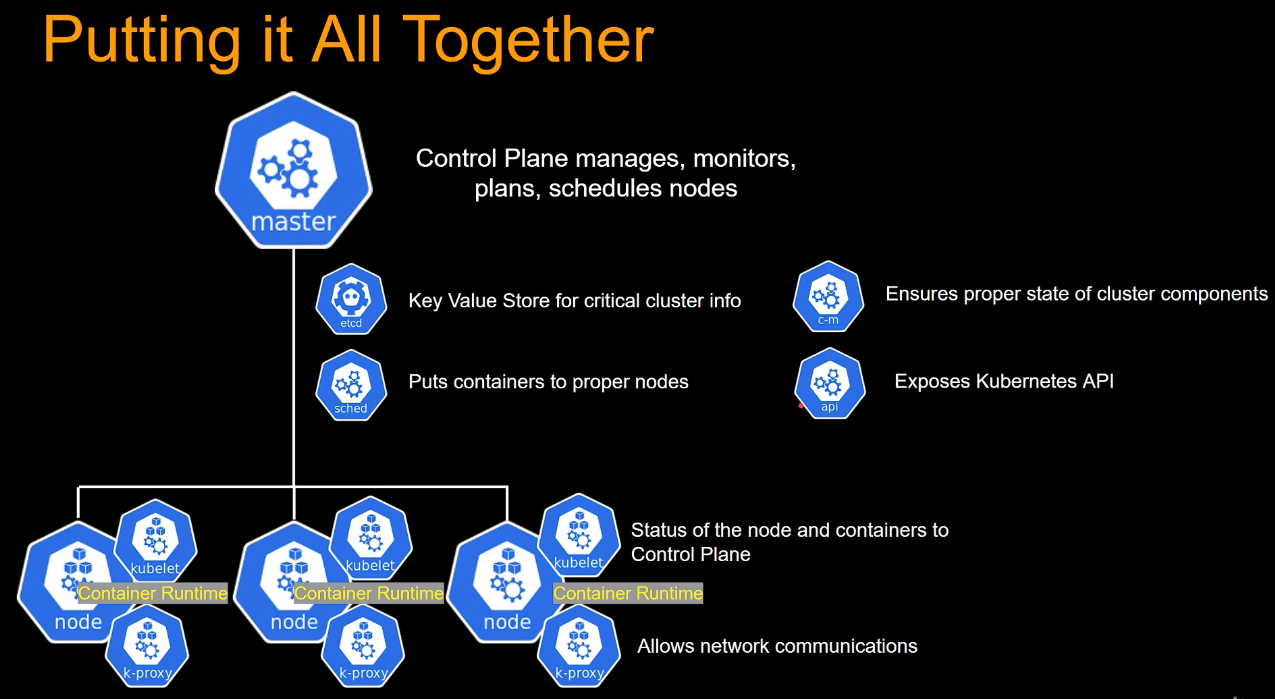 Putting it All Together
master
Control Plane manages, monitors,
plans, schedules nodes
etcd
Key Value Store for critical cluster info
c-m
Ensures proper state of cluster components
sched
Puts containers to proper nodes
api
Exposes Kubernetes API
kubelet
Container Runtime
node
k-proxy
kubelet
Container Runtime
node
k-proxy
kubelet
Status of the node and containers to
Control Plane
Container Runtime
node
k-proxy
Allows network communications